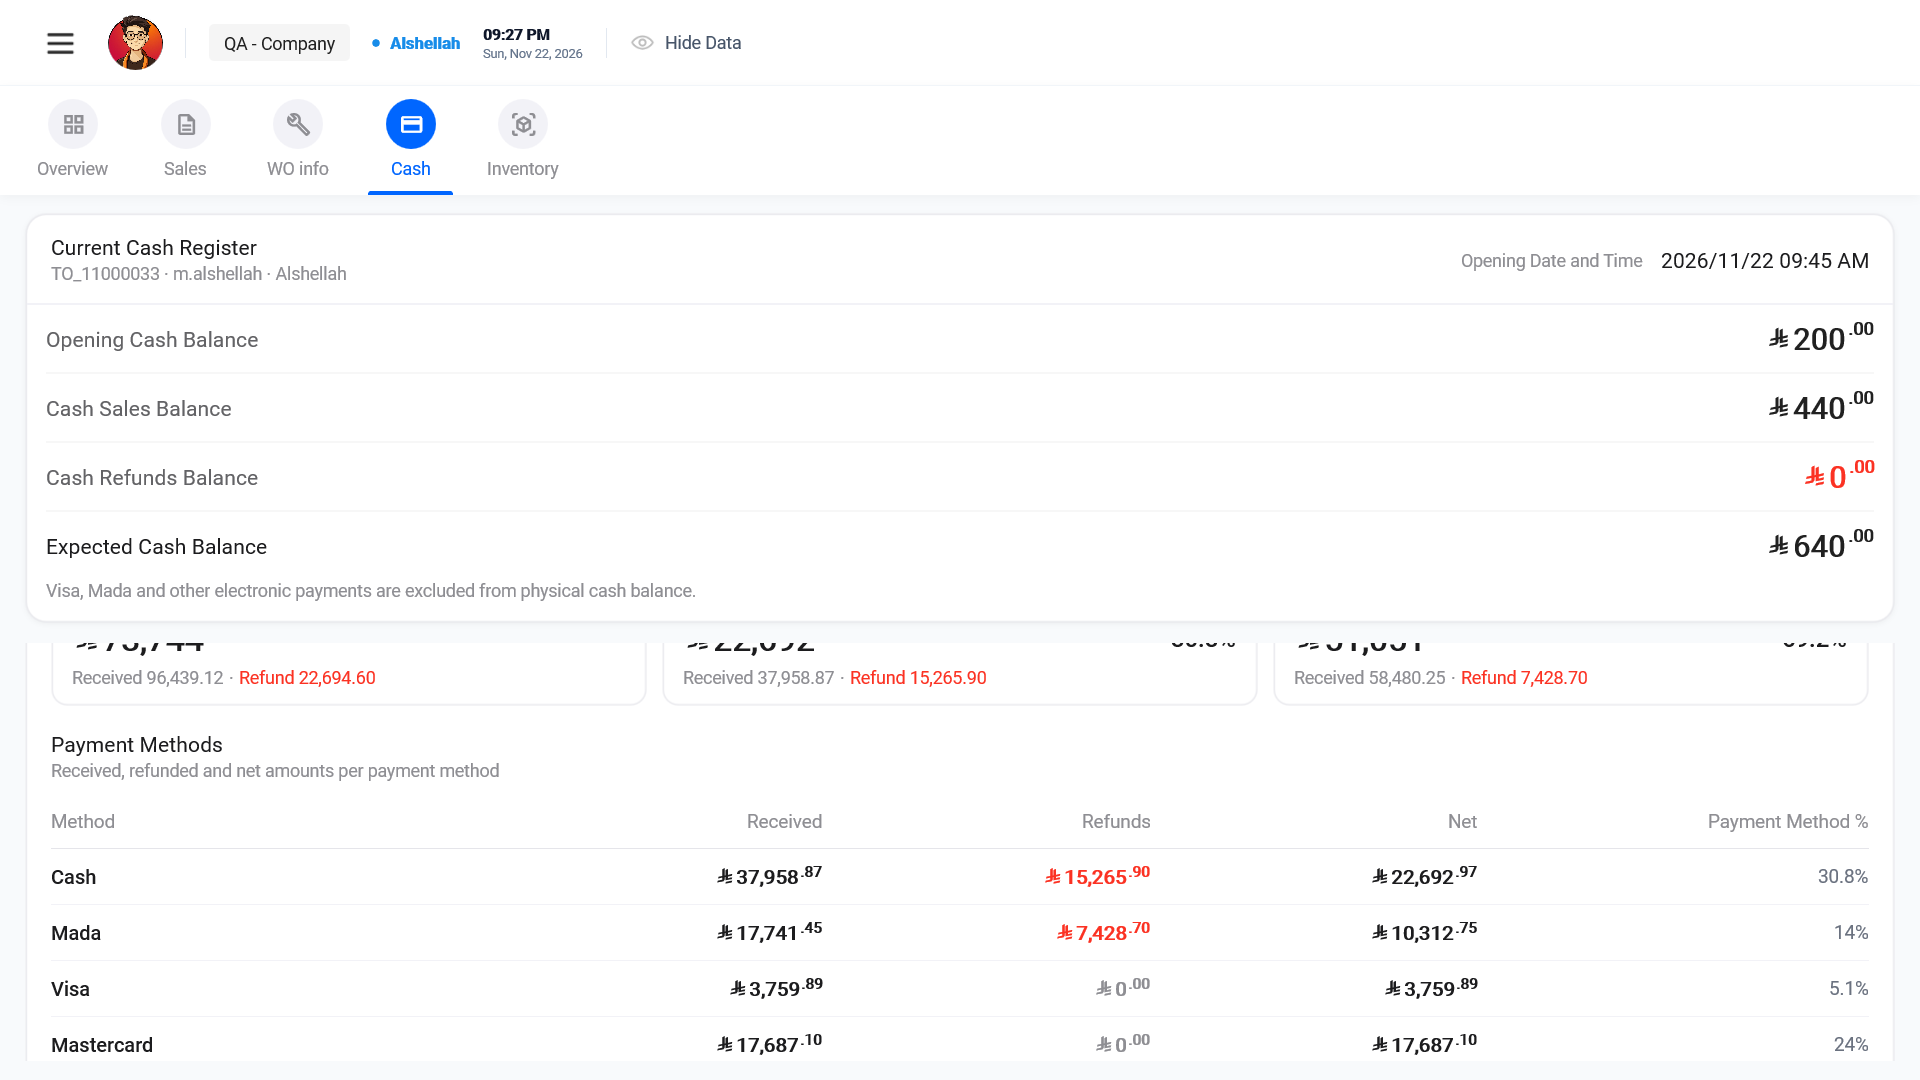 QA - Company
Alshellah
09:27 PM
Sun, Nov 22, 2026
Hide Data
Overview
Sales
WO info
Cash
Inventory
Current Cash Register
TO_11000033 · m.alshellah · Alshellah
Opening Date and Time 2026/11/22 09:45 AM
Opening Cash Balance
200.00
Cash Sales Balance
440.00
Cash Refunds Balance
0.00
Expected Cash Balance
640.00
Visa, Mada and other electronic payments are excluded from physical cash balance.
Received 96,439.12 · Refund 22,694.60
Received 37,958.87 · Refund 15,265.90
Received 58,480.25 · Refund 7,428.70
Payment Methods
Received, refunded and net amounts per payment method
Method Received Refunds Net Payment Method %
Cash 37,958.87 15,265.90 22,692.97 30.8%
Mada 17,741.45 7,428.70 10,312.75 14%
Visa 3,759.89 0.00 3,759.89 5.1%
Mastercard 17,687.10 0.00 17,687.10 24%